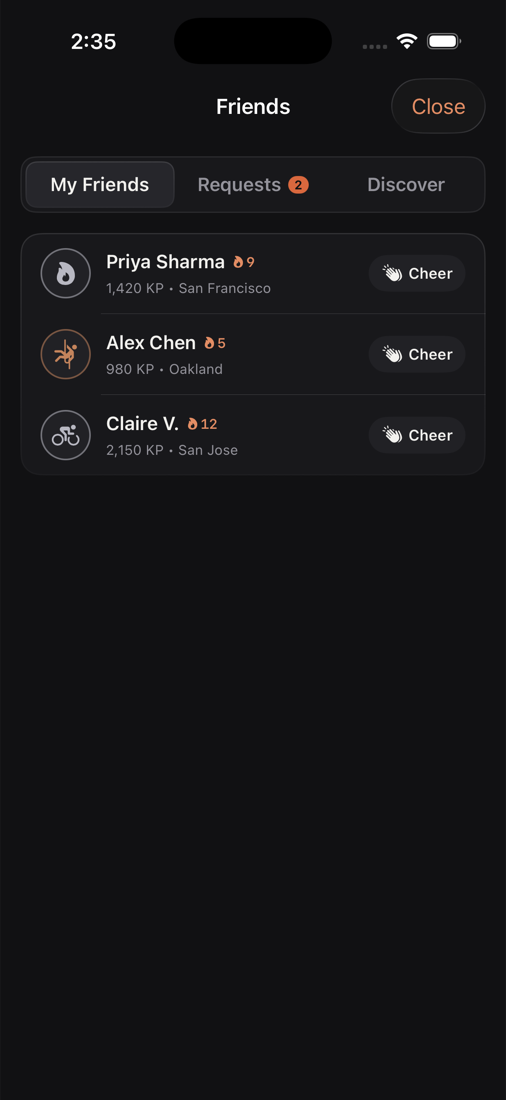 2:35
Friends
Close
My Friends
Requests 2
Discover
Priya Sharma 9
1,420 KP • San Francisco
Cheer
Alex Chen 5
980 KP • Oakland
Cheer
Claire V. 12
2,150 KP • San Jose
Cheer